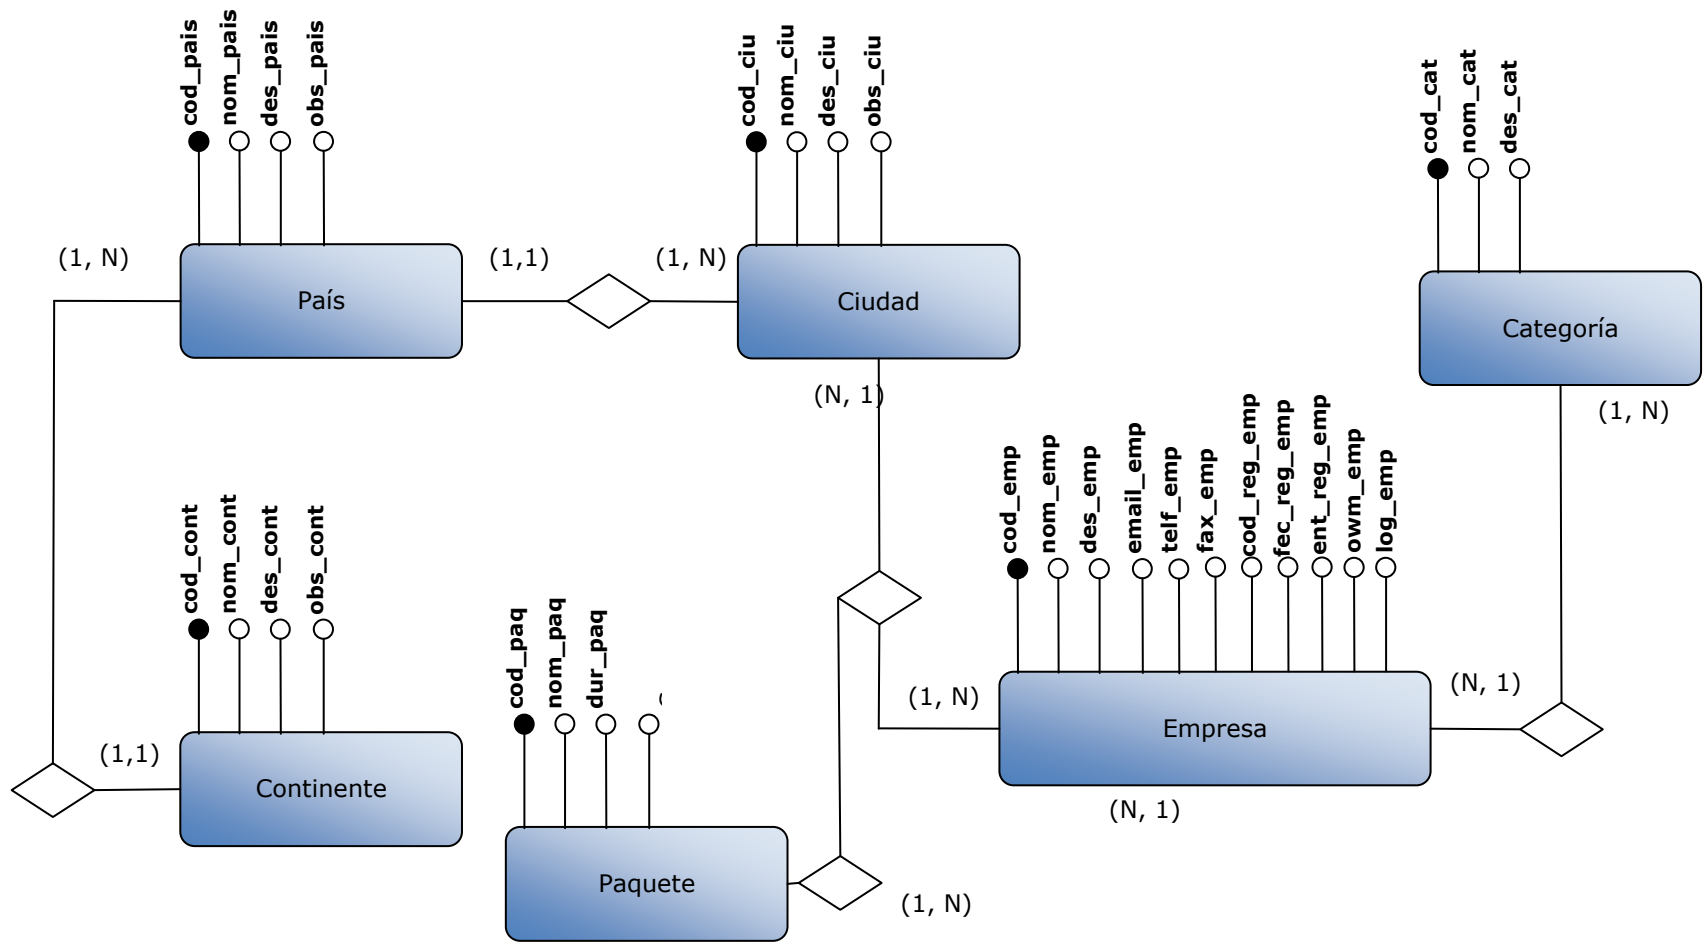 cod_pais
nom_pais
des_pais
obs_pais
cod_ciu
nom_ciu
des_ciu
obs_ciu
cod_cat
nom_cat
des_cat
(1, N)
País
(1,1)
(1, N)
Ciudad
(N, 1)
Categoría
(1, N)
cod_emp
nom_emp
des_emp
email_emp
telf_emp
fax_emp
cod_reg_emp
fec_reg_emp
ent_reg_emp
owm_emp
log_emp
cod_cont
nom_cont
des_cont
obs_cont
cod_paq
nom_paq
dur_paq
(1, N)
Empresa
(N, 1)
(N, 1)
(1,1)
Continente
Paquete
(1, N)